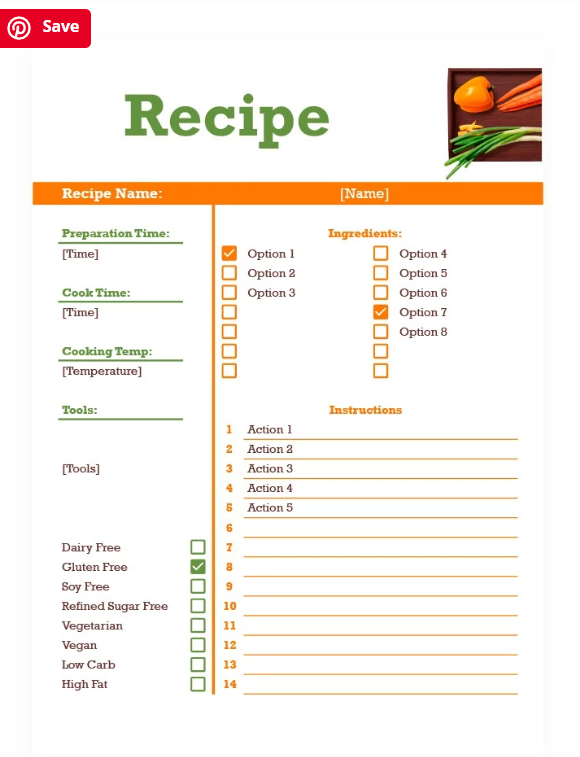 Save
Recipe
Recipe Name: [Name]
Preparation Time:
[Time]
Cook Time:
[Time]
Cooking Temp:
[Temperature]
Tools:
[Tools]
Dairy Free
Gluten Free
Soy Free
Refined Sugar Free
Vegetarian
Vegan
Low Carb
High Fat
Ingredients:
Option 1
Option 2
Option 3
Option 4
Option 5
Option 6
Option 7
Option 8
Instructions
1 Action 1
2 Action 2
3 Action 3
4 Action 4
5 Action 5
6
7
8
9
10
11
12
13
14